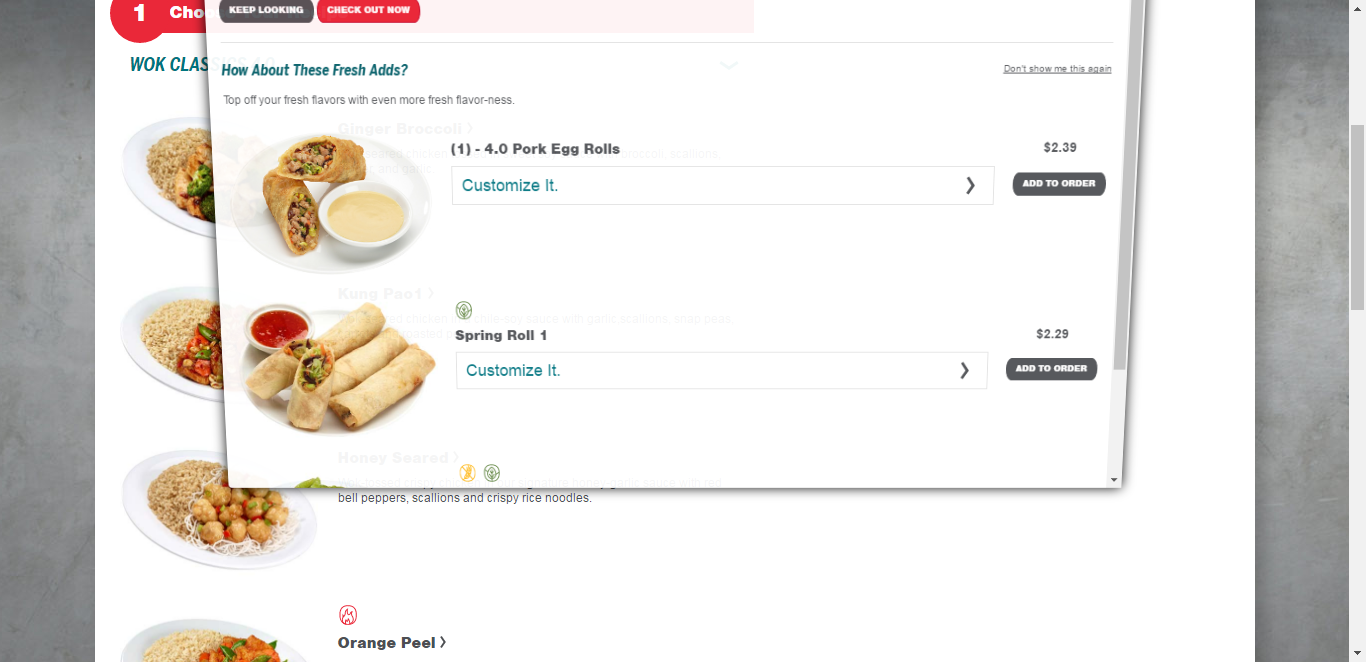 1 Cho
KEEP LOOKING CHECK OUT NOW
WOK CLASSICS
How About These Fresh Adds?
Don't show me this again
Top off your fresh flavors with even more fresh flavor-ness.
Ginger Broccoli
(1) - 4.0 Pork Egg Rolls
$2.39
Customize It.
ADD TO ORDER
Kung Pao1
Spring Roll 1
$2.29
Customize It.
ADD TO ORDER
Honey Seared
bell peppers, scallions and crispy rice noodles.
Orange Peel